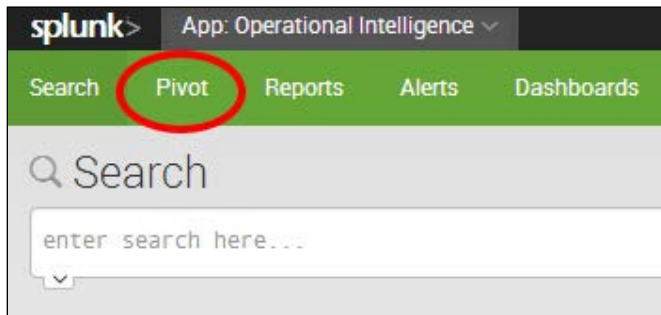 splunk> App: Operational Intelligence
Search Pivot Reports Alerts Dashboards
Search
enter search here...